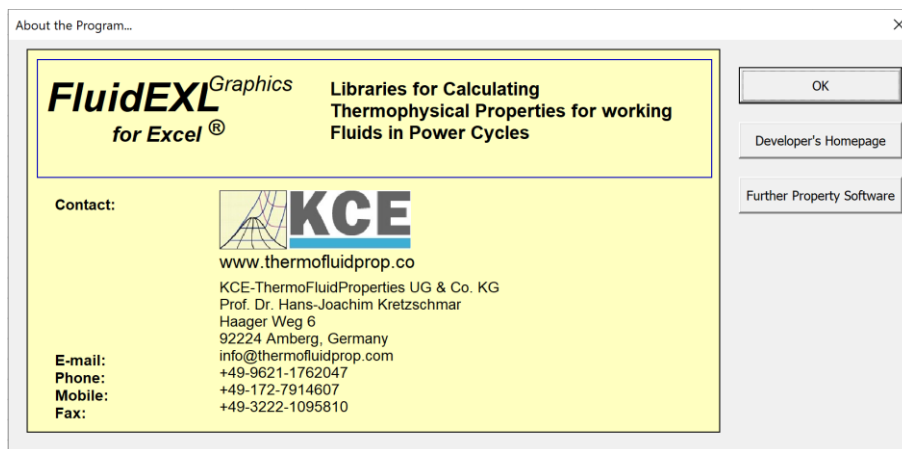 About the Program...
FluidEXL Graphics
for Excel ®
Libraries for Calculating
Thermophysical Properties for working
Fluids in Power Cycles
OK
Developer's Homepage
Further Property Software
Contact:
KCE
www.thermofluidprop.co
KCE-ThermoFluidProperties UG & Co. KG
Prof. Dr. Hans-Joachim Kretzschmar
Haager Weg 6
92224 Amberg, Germany
E-mail: info@thermofluidprop.com
Phone: +49-9621-1762047
Mobile: +49-172-7914607
Fax: +49-3222-1095810